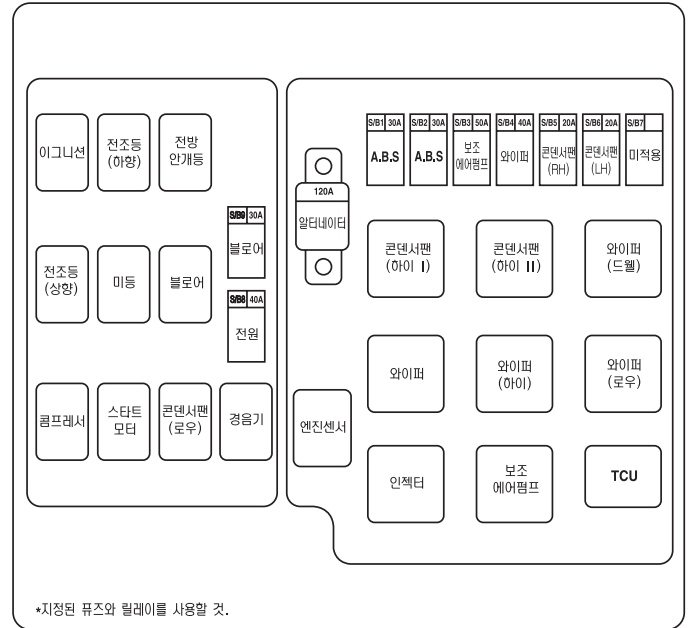 이그니션
전조등
(하향)
전방
안개등
S/B9 30A
블로어
전조등
(상향)
미등
블로어
S/B8 40A
전원
콤프레서
스타트
모터
콘덴서팬
(로우)
경음기
120A
알터네이터
S/B1 30A
A.B.S
S/B2 30A
A.B.S
S/B3 50A
보조
에어펌프
S/B4 40A
와이퍼
S/B5 20A
콘덴서팬
(RH)
S/B6 20A
콘덴서팬
(LH)
S/B7
미적용
콘덴서팬
(하이 I)
콘덴서팬
(하이 II)
와이퍼
(드웰)
와이퍼
와이퍼
(하이)
와이퍼
(로우)
엔진센서
인젝터
보조
에어펌프
TCU
*지정된 퓨즈와 릴레이를 사용할 것.